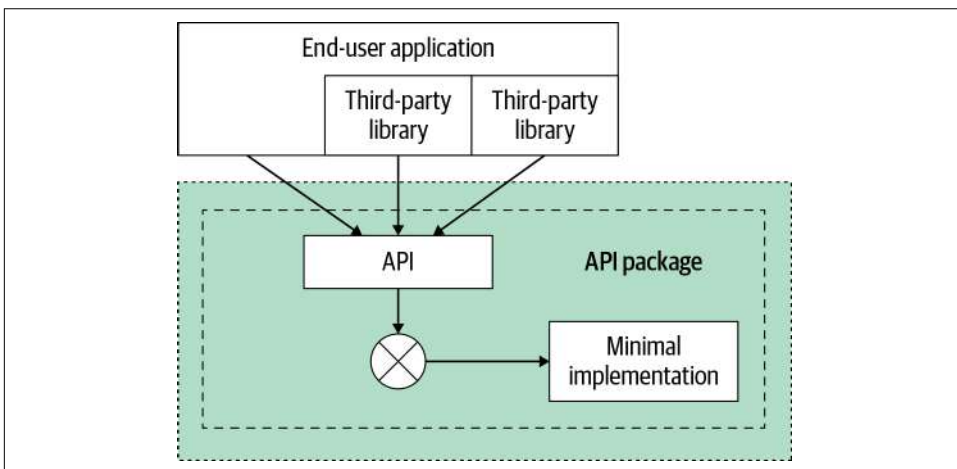 End-user application
Third-party
library
Third-party
library
API
API package
Minimal
implementation